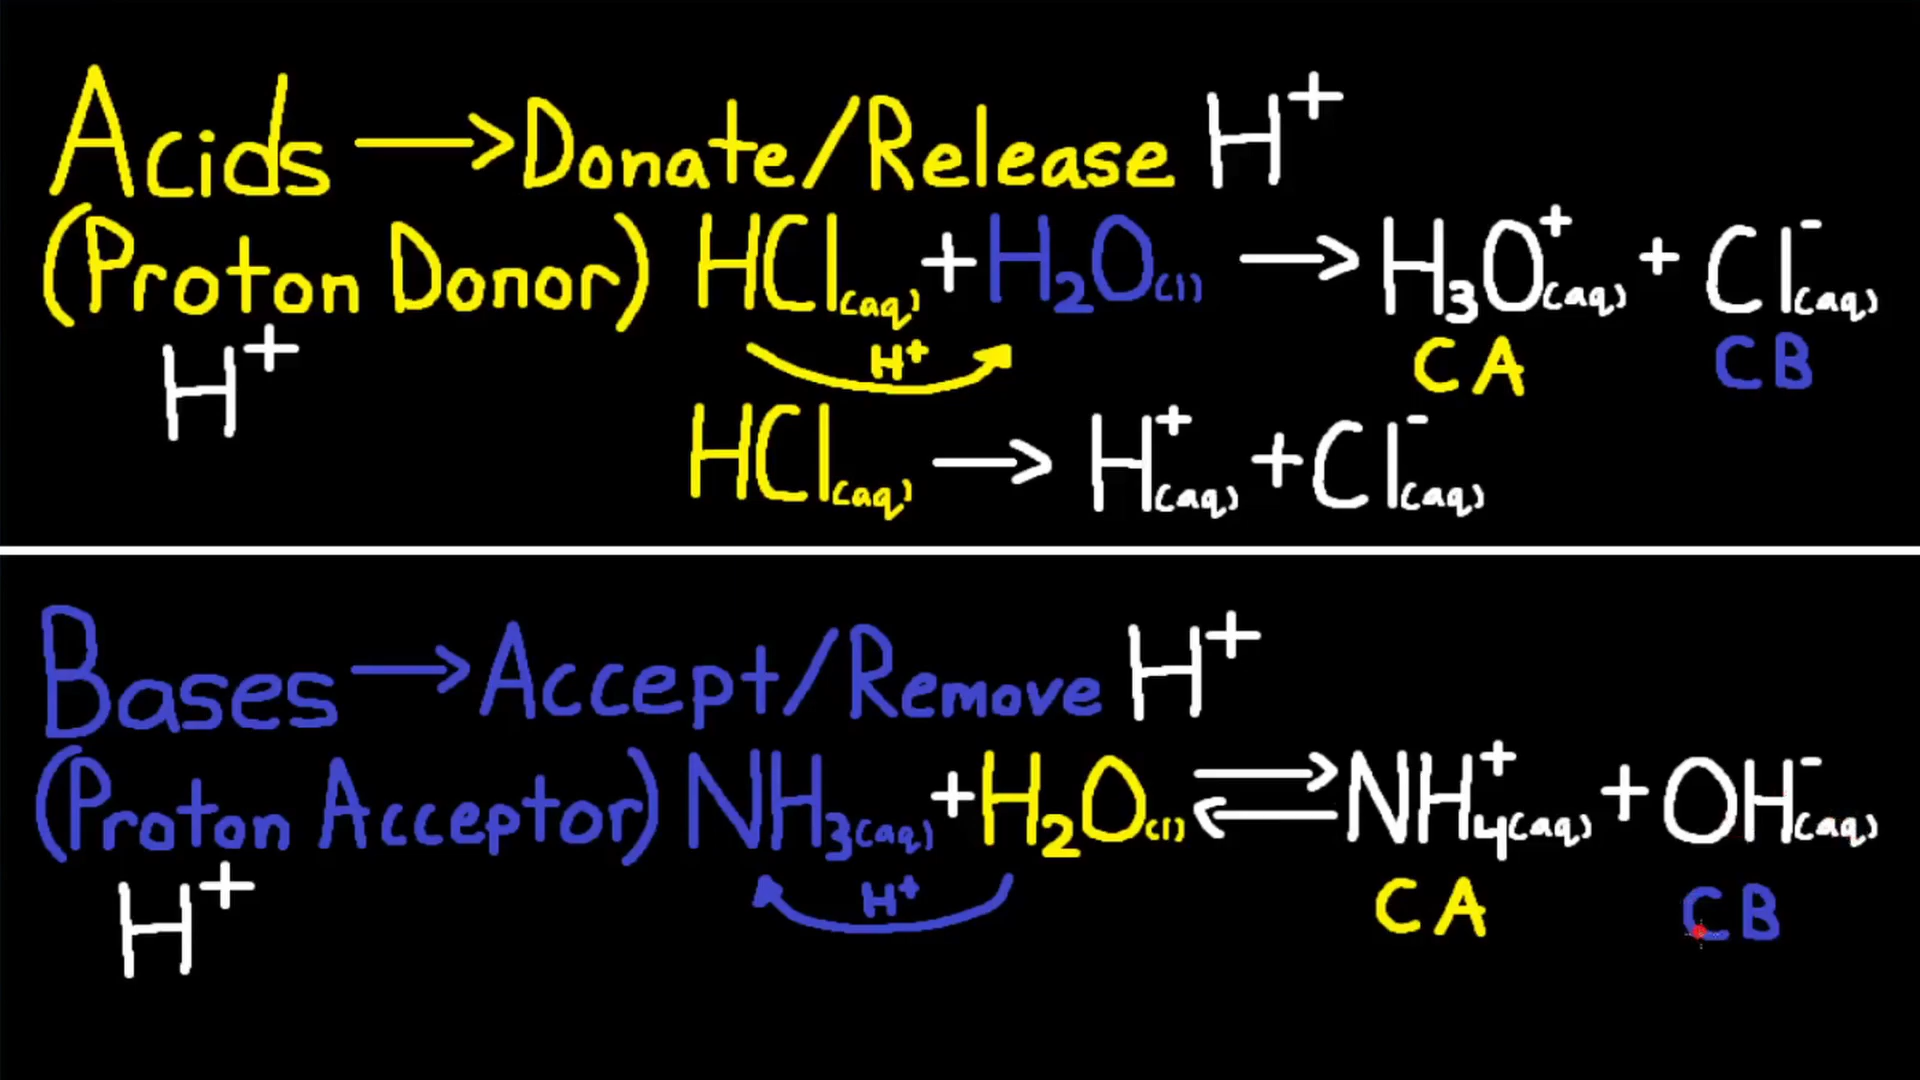 Acids → Donate/Release H⁺
(Proton Donor) HCl(aq) + H₂O(l) → H₃O⁺(aq) + Cl⁻(aq)
H⁺ H⁺ CA CB
HCl(aq) → H⁺(aq) + Cl⁻(aq)
Bases → Accept/Remove H⁺
(Proton Acceptor) NH₃(aq) + H₂O(l) ⇌ NH₄⁺(aq) + OH⁻(aq)
H⁺ H⁺ CA CB